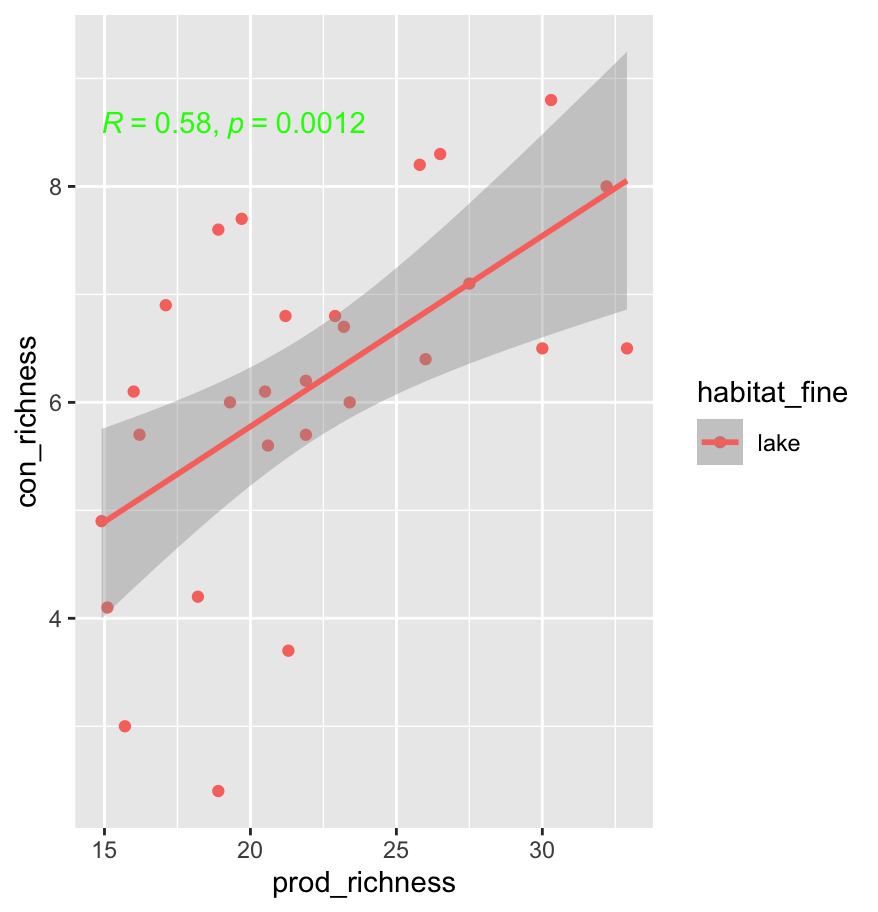 R = 0.58, p = 0.0012
8
6
4
con_richness
15 20 25 30
prod_richness
habitat_fine
lake